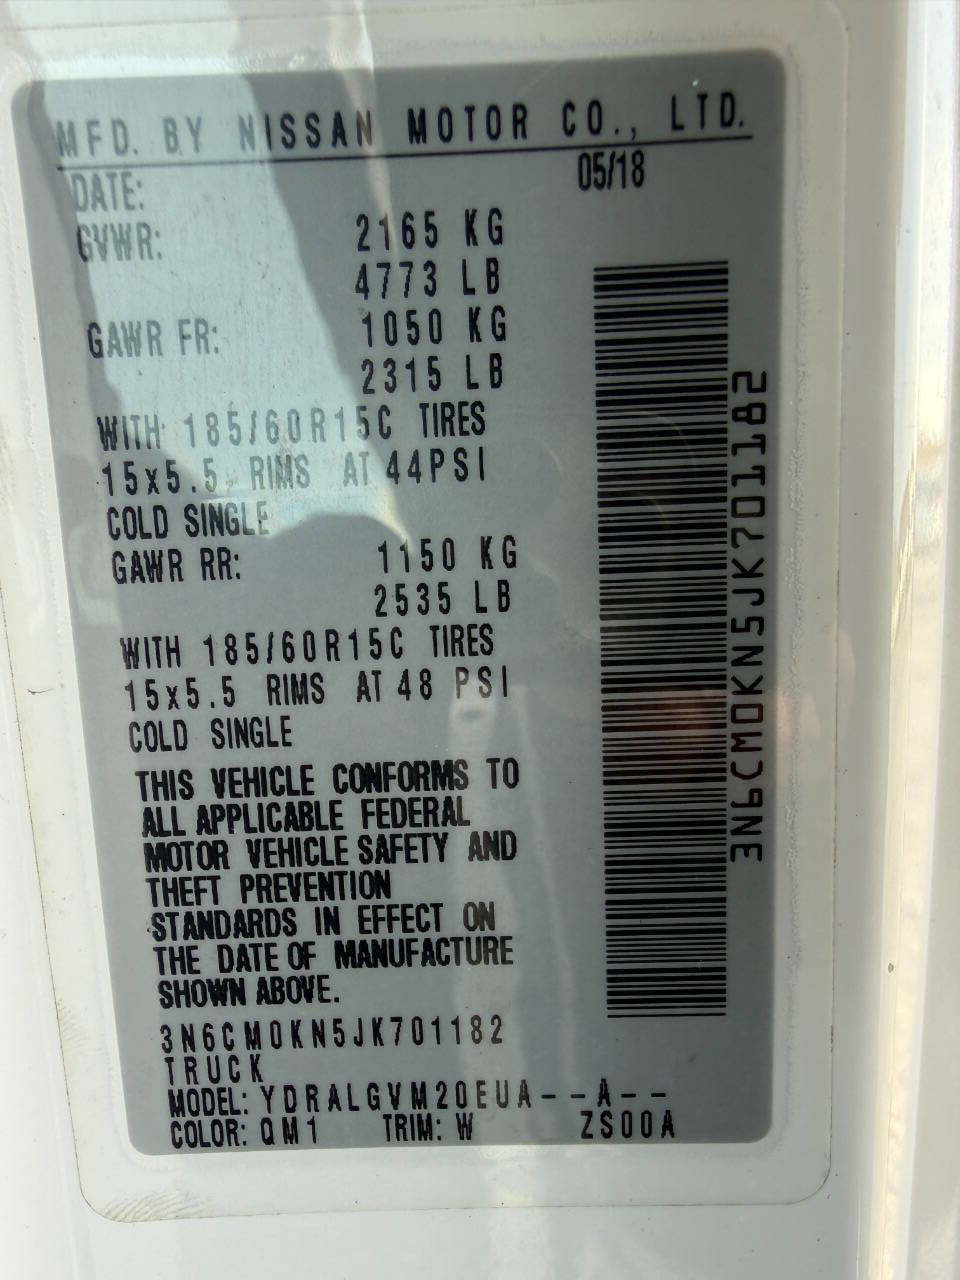 MFD. BY NISSAN MOTOR CO., LTD.
DATE: 05/18
GVWR: 2165 KG
4773 LB
GAWR FR: 1050 KG
2315 LB
WITH 185/60R15C TIRES
15x5.5 RIMS AT 44PSI
COLD SINGLE
GAWR RR: 1150 KG
2535 LB
WITH 185/60R15C TIRES
15x5.5 RIMS AT 48 PSI
COLD SINGLE
THIS VEHICLE CONFORMS TO
ALL APPLICABLE FEDERAL
MOTOR VEHICLE SAFETY AND
THEFT PREVENTION
STANDARDS IN EFFECT ON
THE DATE OF MANUFACTURE
SHOWN ABOVE.
3N6CM0KN5JK701182
TRUCK
MODEL: YDRALGVM20EUA--A--
COLOR: QM1 TRIM: W ZS00A
3N6CM0KN5JK701182